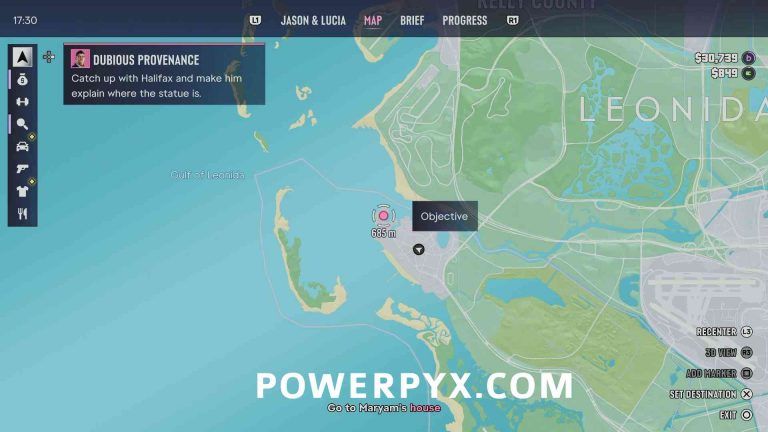 17:30
L1 JASON & LUCIA MAP BRIEF PROGRESS R1
KELLY COUNTY
DUBIOUS PROVENANCE
Catch up with Halifax and make him
explain where the statue is.
$30,739
$849
LEONIDA
Gulf of Leonida
Objective
685 m
RECENTER L3
3D VIEW R3
ADD MARKER
SET DESTINATION
EXIT
POWERPYX.COM
Go to Maryam's house